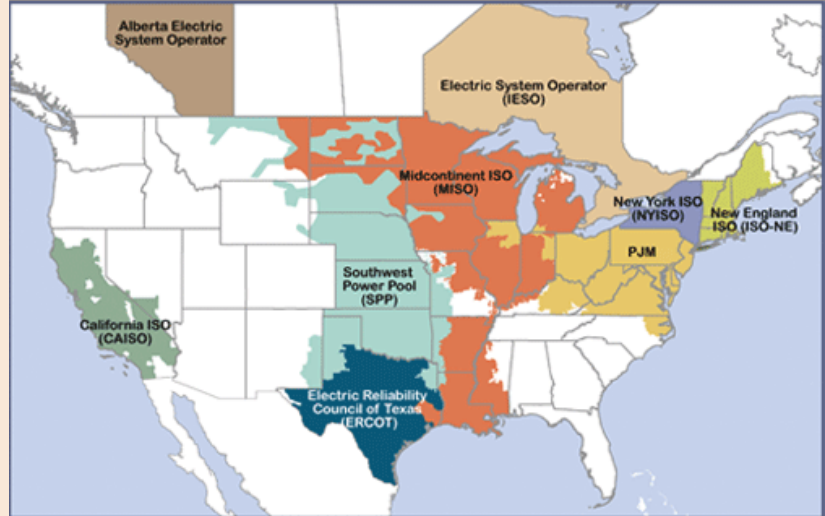 Alberta Electric
System Operator
Electric System Operator
(IESO)
Midcontinent ISO
(MISO)
New York ISO
(NYISO)
New England
ISO (ISO-NE)
PJM
Southwest
Power Pool
(SPP)
California ISO
(CAISO)
Electric Reliability
Council of Texas
(ERCOT)